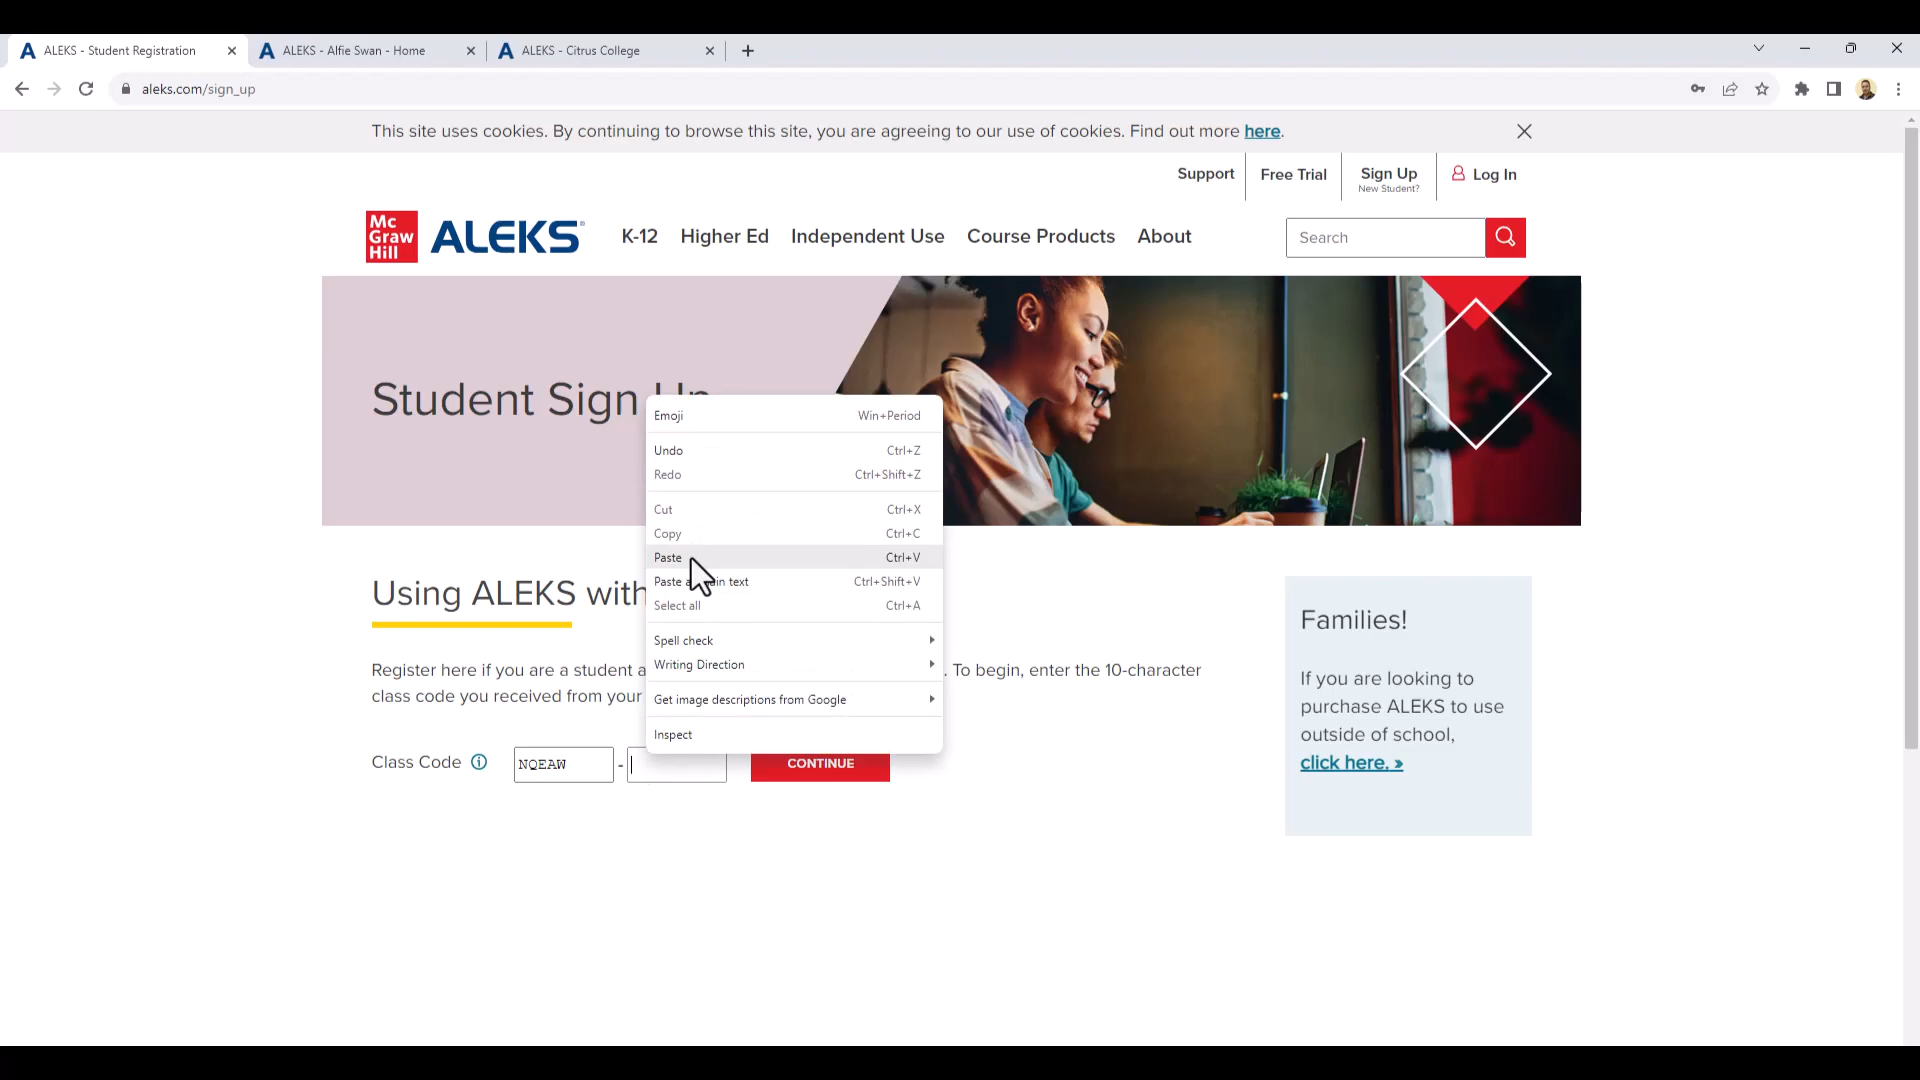 ALEKS - Student Registration
ALEKS - Alfie Swan - Home
ALEKS - Citrus College
aleks.com/sign_up
This site uses cookies. By continuing to browse this site, you are agreeing to our use of cookies. Find out more here.
Support
Free Trial
Sign Up
New Student?
Log In
Mc
Graw
Hill
ALEKS
K-12
Higher Ed
Independent Use
Course Products
About
Search
Student Sign Up
Emoji Win+Period
Undo Ctrl+Z
Redo Ctrl+Shift+Z
Cut Ctrl+X
Copy Ctrl+C
Paste Ctrl+V
Paste as plain text Ctrl+Shift+V
Select all Ctrl+A
Spell check
Writing Direction
Get image descriptions from Google
Inspect
Using ALEKS with
Register here if you are a student a . To begin, enter the 10-character
class code you received from your
Class Code NQEAW -
CONTINUE
Families!
If you are looking to
purchase ALEKS to use
outside of school,
click here. »